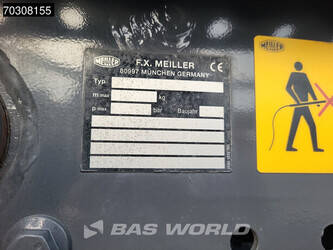 70308155
MEILLER
F.X. MEILLER
80997 MÜNCHEN GERMANY
CE
Typ
m max kg
p max bar Baujahr
MEILLER
BAS WORLD